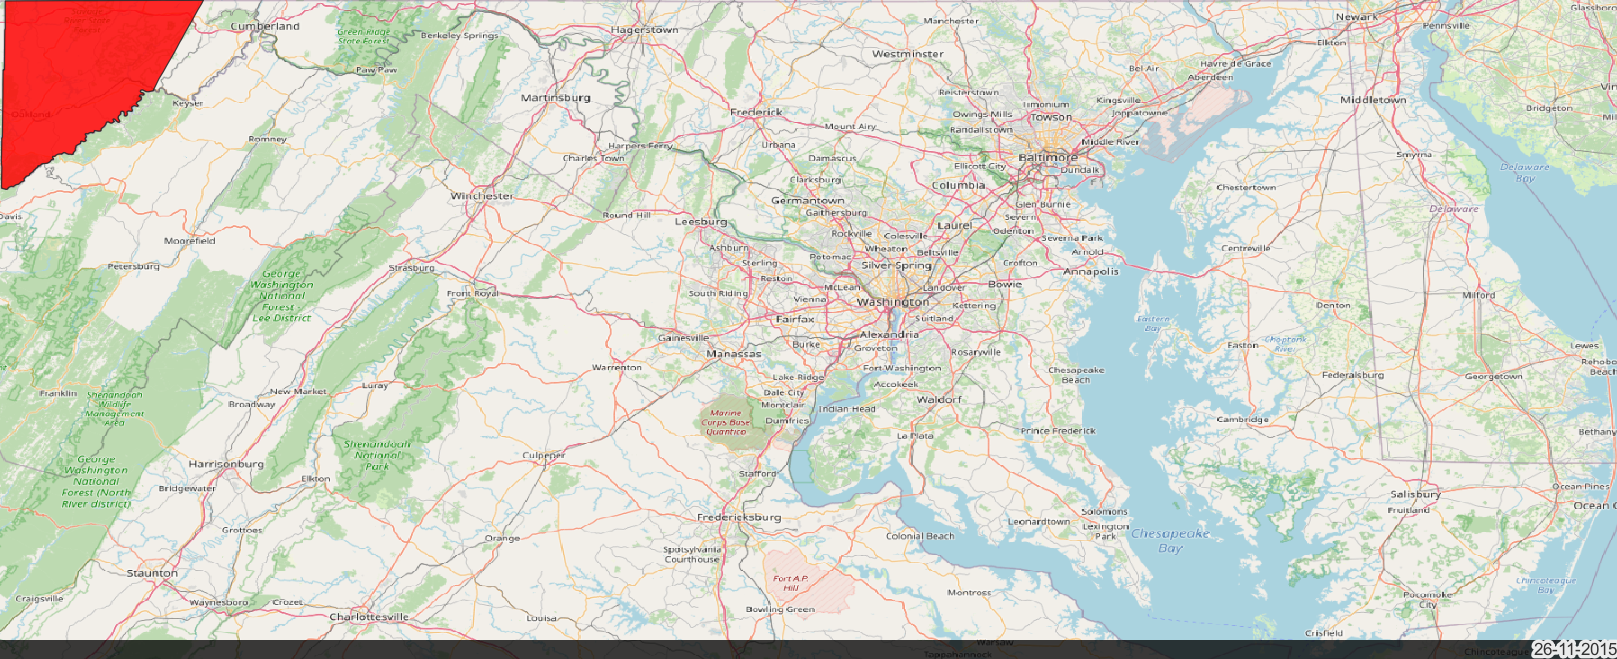 Cumberland
Green Ridge
State Forest
Berkeley Springs
Hagerstown
Manchester
Newark
Pennsville
Glassboro
Westminster
Elkton
Paw Paw
Bel Air
Havre de Grace
Aberdeen
Keyser
Martinsburg
Reisterstown
Kingsville
Middletown
Frederick
Timonium
Towson
Joppatowne
Bridgeton
Owings Mills
Randallstown
Romney
Mount Airy
Middle River
Harpers Ferry
Urbana
Charles Town
Damascus
Baltimore
Smyrna
Ellicott City
Dundalk
Delaware
Bay
Clarksburg
Columbia
Chestertown
Winchester
Germantown
Glen Burnie
Delaware
Davis
Round Hill
Gaithersburg
Severn
Leesburg
Laurel
Odenton
Rockville
Colesville
Severna Park
Moorefield
Ashburn
Wheaton
Beltsville
Arnold
Centreville
Potomac
Petersburg
Strasburg
Sterling
Silver Spring
Crofton
Annapolis
George
Washington
National
Forest
Lee District
Reston
McLean
Landover
Bowie
Front Royal
South Riding
Vienna
Washington
Kettering
Denton
Milford
Fairfax
Suitland
Eastern
Bay
Gainesville
Alexandria
Choptank
River
Burke
Groveton
Easton
Lewes
Manassas
Rosaryville
Rehobo
Beach
Warrenton
Fort Washington
Chesapeake
Beach
Federalsburg
Georgetown
Lake Ridge
Luray
Accokeek
Franklin
New Market
Dale City
Waldorf
Shenandoah
Wildlife
Management
Area
Broadway
Montclair
Indian Head
Marine
Corps Base
Quantico
Dumfries
Cambridge
Prince Frederick
Bethany
La Plata
Shenandoah
National
Park
Culpeper
Harrisonburg
George
Washington
National
Forest (North
River district)
Stafford
Elkton
Bridgewater
Salisbury
Ocean Pines
Fruitland
Ocean C
Fredericksburg
Solomons
Leonardtown
Lexington
Park
Grottoes
Orange
Colonial Beach
Chesapeake
Bay
Spotsylvania
Courthouse
Staunton
Fort A.P.
Hill
Chincoteague
Bay
Craigsville
Waynesboro
Crozet
Bowling Green
Montross
Pocomoke
City
Charlottesville
Louisa
Crisfield
Warsaw
Tappahannock
Chincoteague
26-11-2015